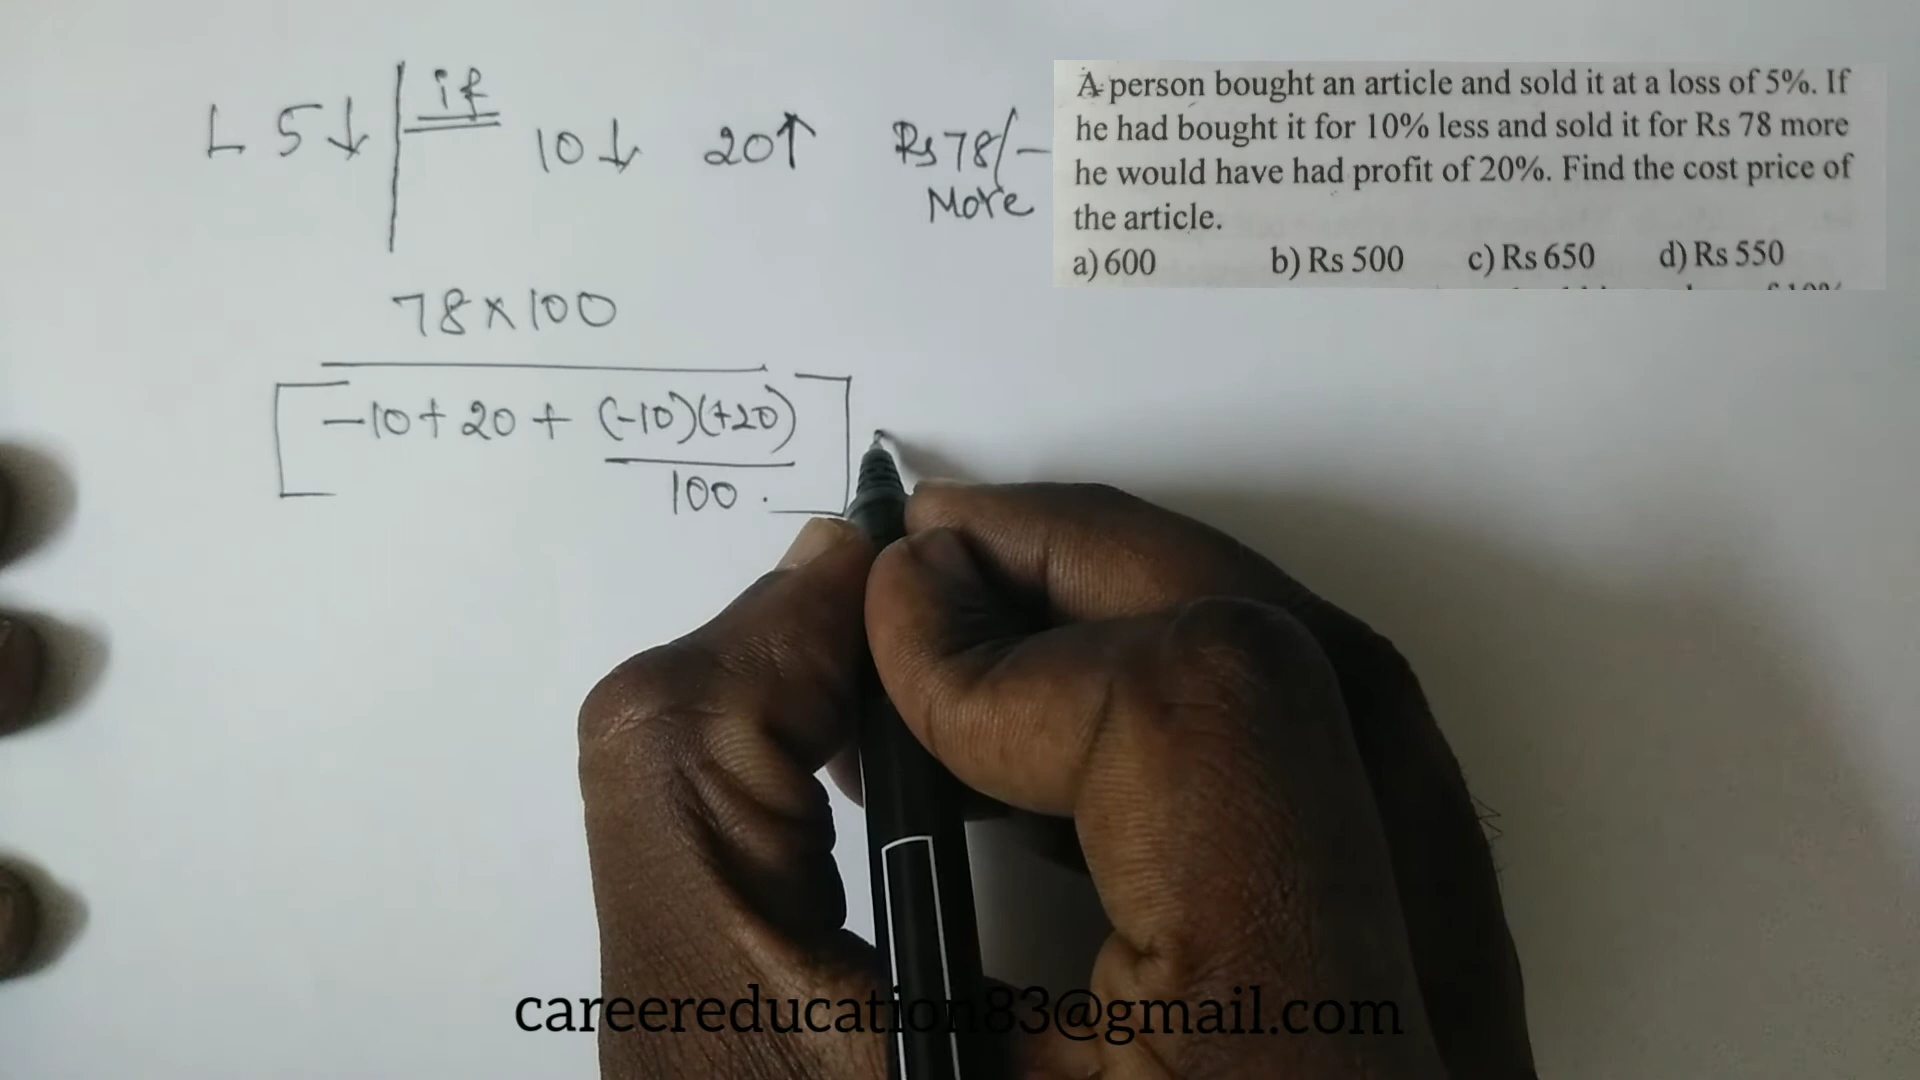 L 5↓ if 10↓ 20↑ Rs 78/-
More
78×100
-10+20+(-10)(+20)
100
A person bought an article and sold it at a loss of 5%. If
he had bought it for 10% less and sold it for Rs 78 more
he would have had profit of 20%. Find the cost price of
the article.
a) 600 b) Rs 500 c) Rs 650 d) Rs 550
careereducation83@gmail.com